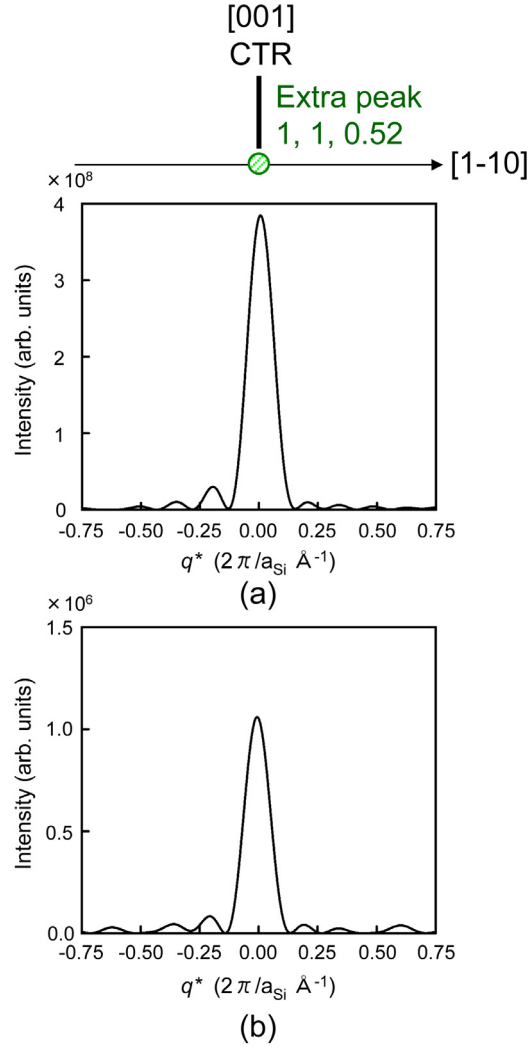 [001]
CTR
Extra peak
1, 1, 0.52
[1-10]
× 10⁸
4
3
2
1
0
Intensity (arb. units)
-0.75 -0.50 -0.25 0.00 0.25 0.50 0.75
q* (2π/aSi Å⁻¹)
(a)
× 10⁶
1.5
1.0
0.5
0.0
Intensity (arb. units)
-0.75 -0.50 -0.25 0.00 0.25 0.50 0.75
q* (2π/aSi Å⁻¹)
(b)